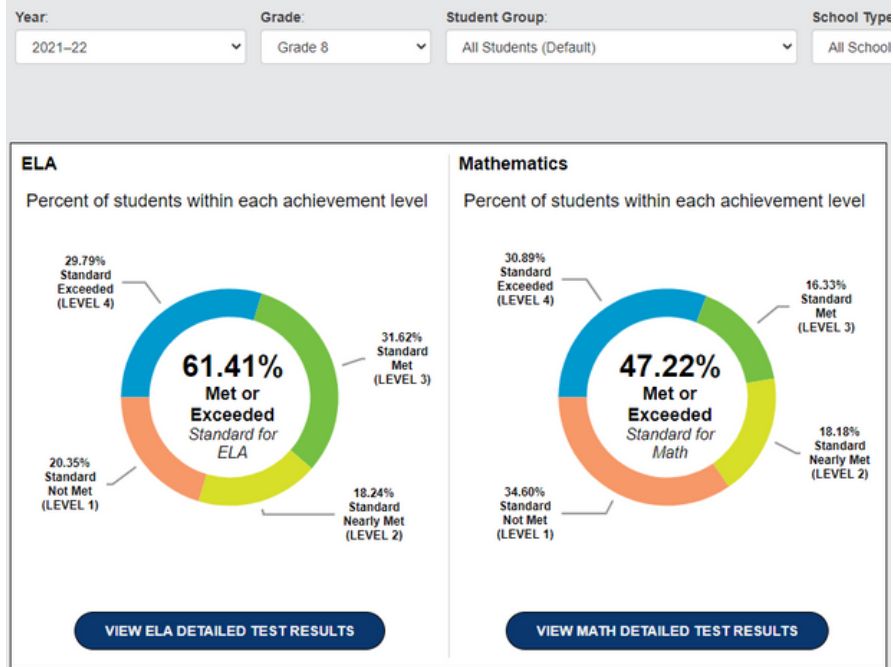 Year:
Grade:
Student Group:
School Type
2021–22
Grade 8
All Students (Default)
All School
ELA
Percent of students within each achievement level
29.79%
Standard
Exceeded
(LEVEL 4)
31.62%
Standard
Met
(LEVEL 3)
61.41%
Met or
Exceeded
Standard for
ELA
20.35%
Standard
Not Met
(LEVEL 1)
18.24%
Standard
Nearly Met
(LEVEL 2)
VIEW ELA DETAILED TEST RESULTS
Mathematics
Percent of students within each achievement level
30.89%
Standard
Exceeded
(LEVEL 4)
16.33%
Standard
Met
(LEVEL 3)
47.22%
Met or
Exceeded
Standard for
Math
18.18%
Standard
Nearly Met
(LEVEL 2)
34.60%
Standard
Not Met
(LEVEL 1)
VIEW MATH DETAILED TEST RESULTS